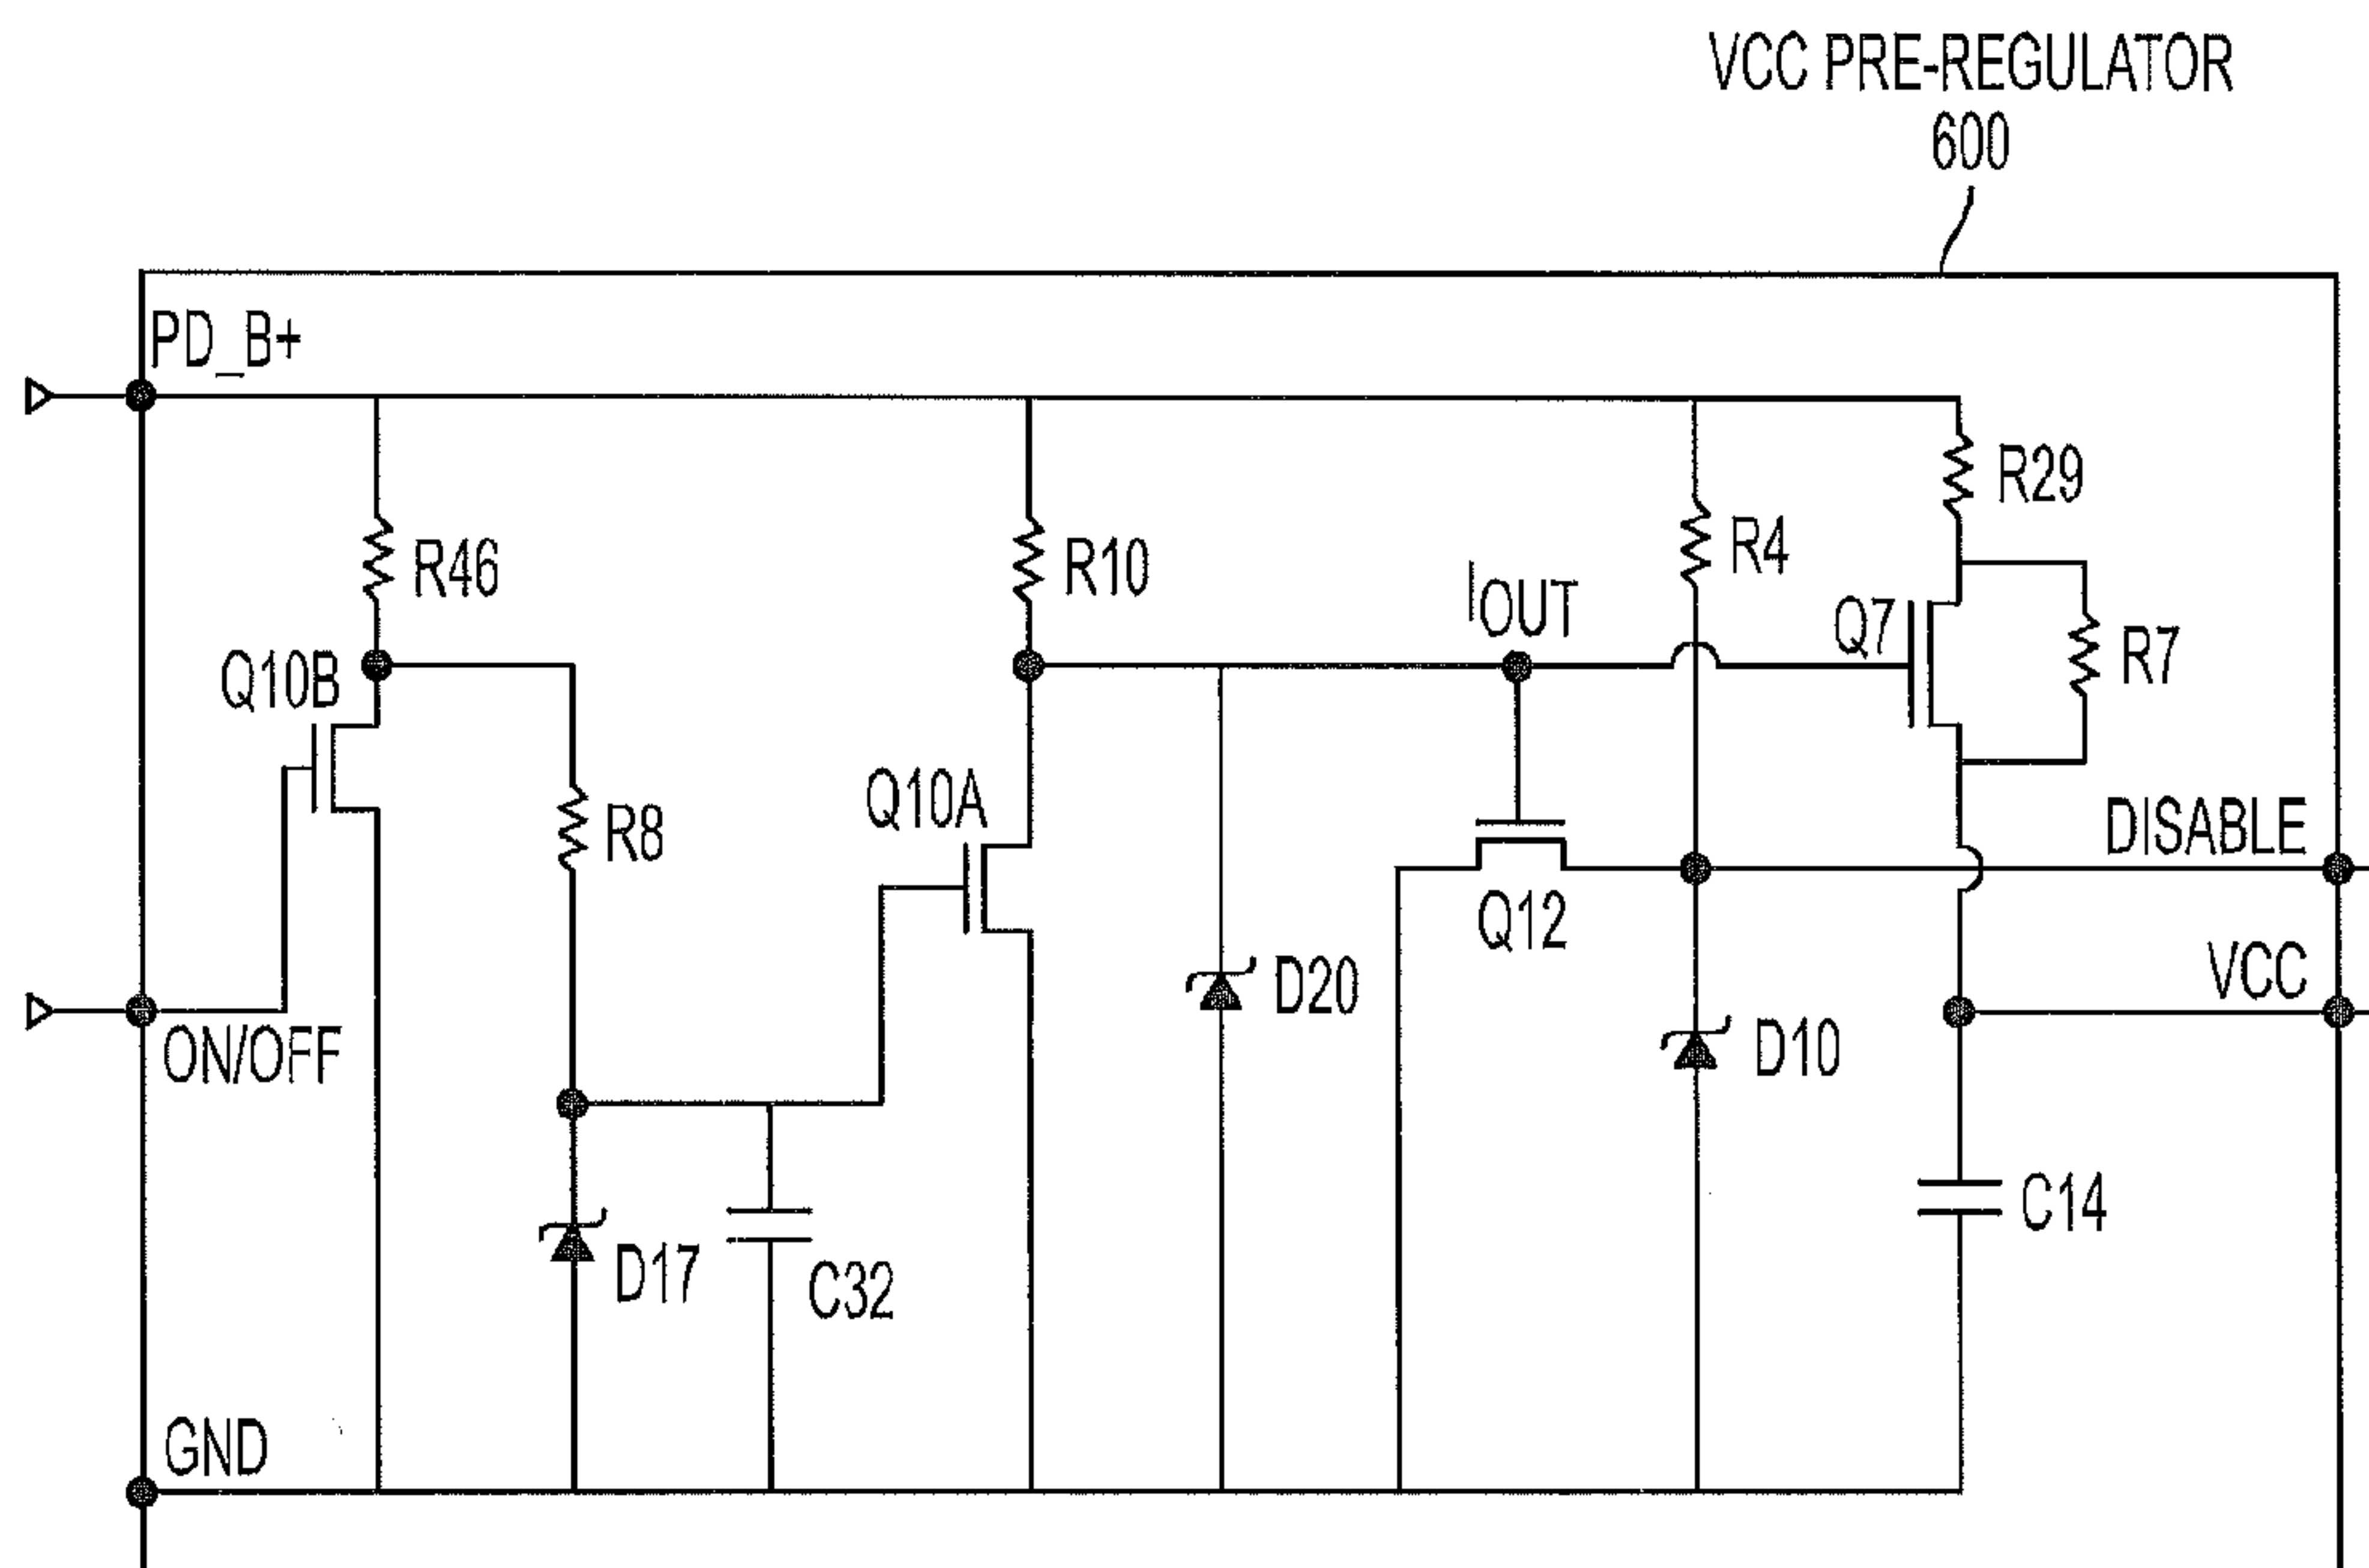 VCC PRE-REGULATOR
600
PD_B+
R29
R4
R46
R10
IOUT
Q7
R7
Q10B
Q10A
R8
DISABLE
Q12
VCC
D20
ON/OFF
D10
C14
D17
C32
GND